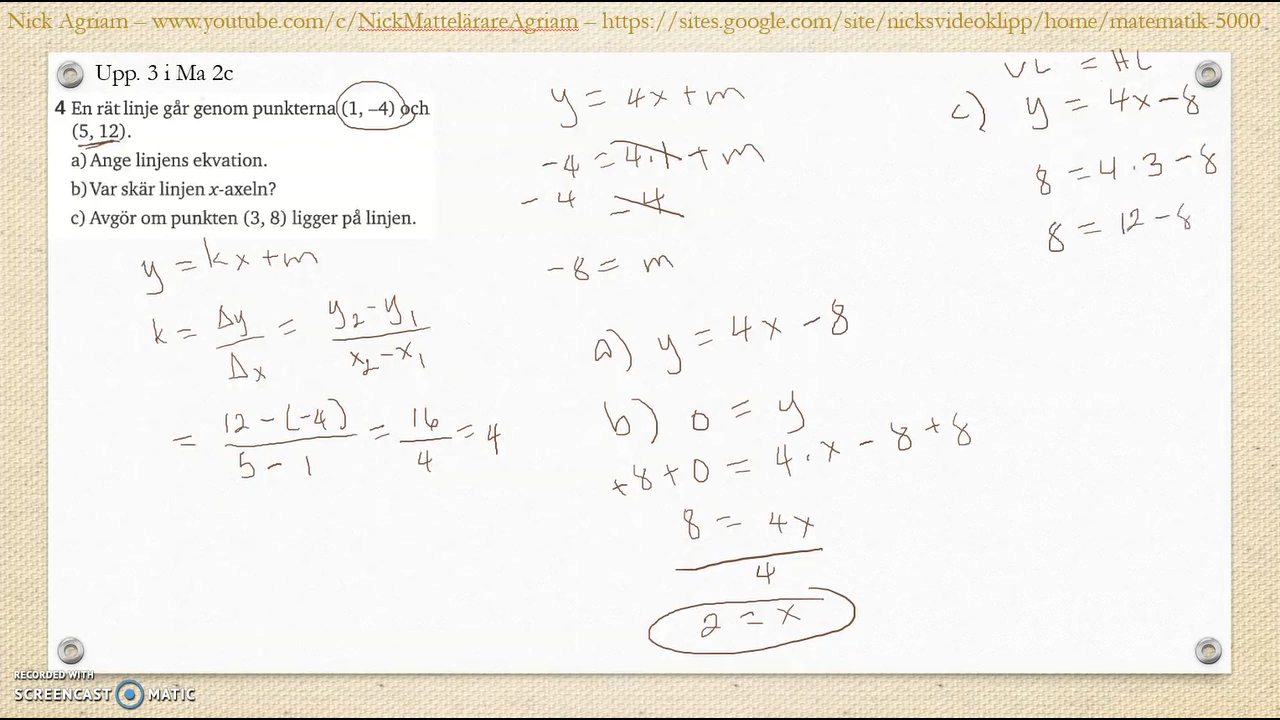 Nick Agriam – www.youtube.com/c/NickMattelärareAgriam – https://sites.google.com/site/nicksvideoklipp/home/matematik-5000
Upp. 3 i Ma 2c
4 En rät linje går genom punkterna (1, –4) och
(5, 12).
a) Ange linjens ekvation.
b) Var skär linjen x-axeln?
c) Avgör om punkten (3, 8) ligger på linjen.
y = kx + m
k = Δy/Δx = y₂ - y₁/x₂ - x₁
= 12 - (-4)/5 - 1 = 16/4 = 4
y = 4x + m
-4 = 4·1 + m
-4 = 4
-8 = m
a) y = 4x - 8
b) 0 = y
+8 + 0 = 4·x - 8 + 8
8 = 4x
4
2 = x
VL = HL
c) y = 4x - 8
8 = 4·3 - 8
8 = 12 - 8
RECORDED WITH
SCREENCAST MATIC